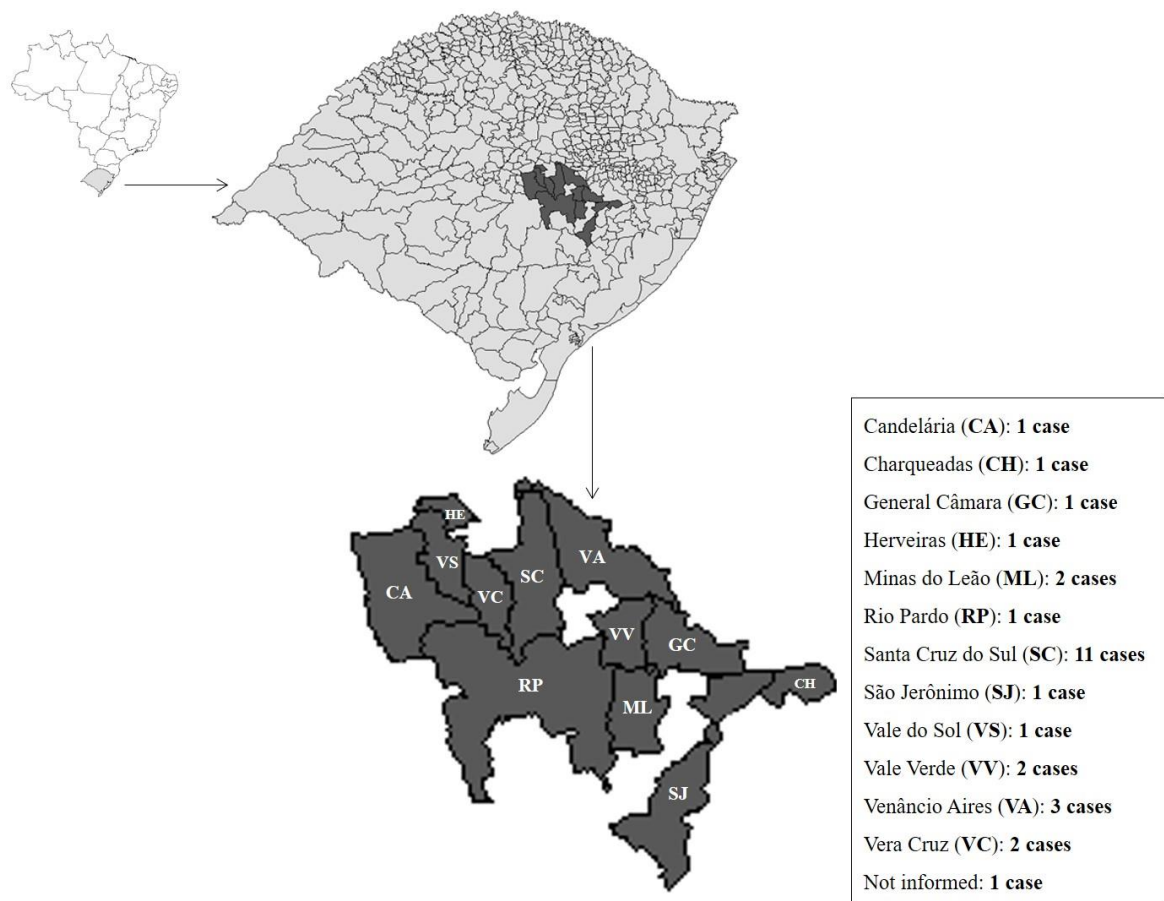 HE
VS
CA
VC
SC
VA
VV
GC
RP
ML
CH
SJ
Candelária (CA): 1 case
Charqueadas (CH): 1 case
General Câmara (GC): 1 case
Herveiras (HE): 1 case
Minas do Leão (ML): 2 cases
Rio Pardo (RP): 1 case
Santa Cruz do Sul (SC): 11 cases
São Jerônimo (SJ): 1 case
Vale do Sol (VS): 1 case
Vale Verde (VV): 2 cases
Venâncio Aires (VA): 3 cases
Vera Cruz (VC): 2 cases
Not informed: 1 case